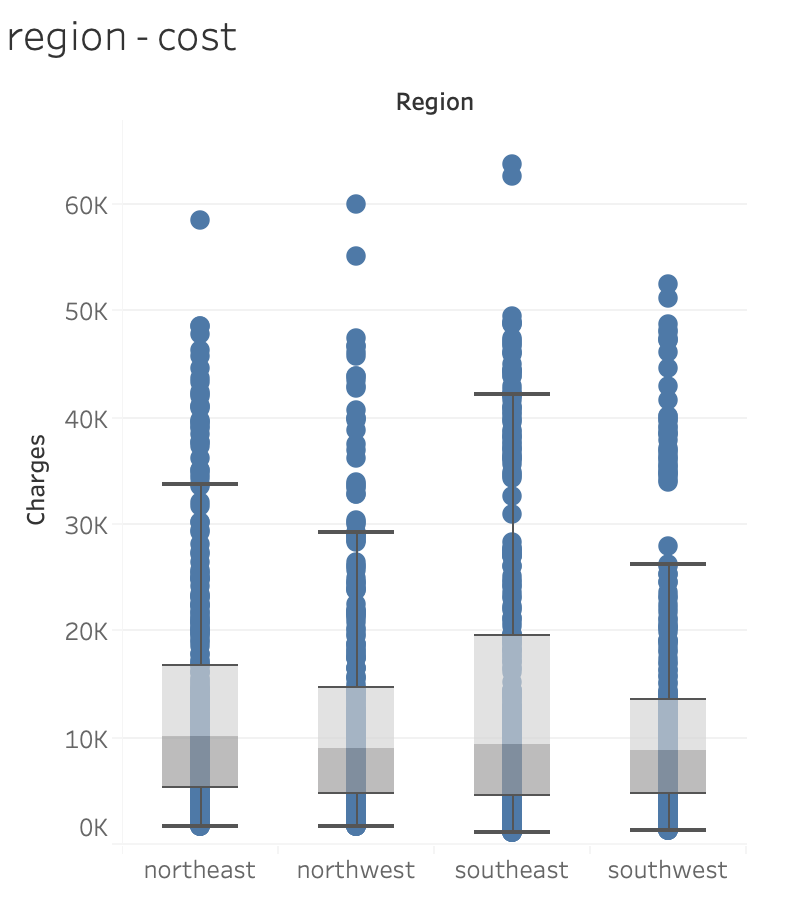 region - cost
Region
Charges
60K
50K
40K
30K
20K
10K
0K
northeast northwest southeast southwest